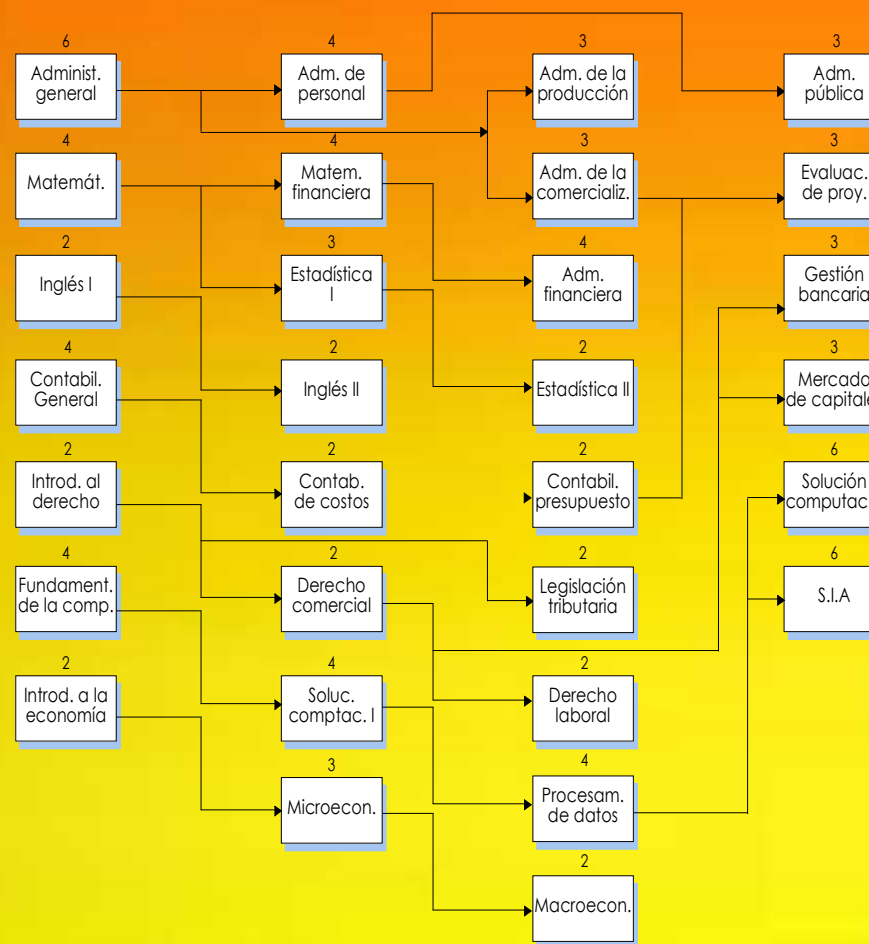 6
Administ.
general
4
Matemát.
2
Inglés I
4
Contabil.
General
2
Introd. al
derecho
4
Fundament.
de la comp.
2
Introd. a la
economía
4
Adm. de
personal
4
Matem.
financiera
3
Estadística
I
2
Inglés II
2
Contab.
de costos
2
Derecho
comercial
4
Soluc.
comptac. I
3
Microecon.
3
Adm. de la
producción
3
Adm. de la
comercializ.
4
Adm.
financiera
2
Estadística II
2
Contabil.
presupuesto
2
Legislación
tributaria
2
Derecho
laboral
4
Procesam.
de datos
2
Macroecon.
3
Adm.
pública
3
Evaluac.
de proy.
3
Gestión
bancaria
3
Mercado
de capitale
6
Solución
computac.
6
S.I.A